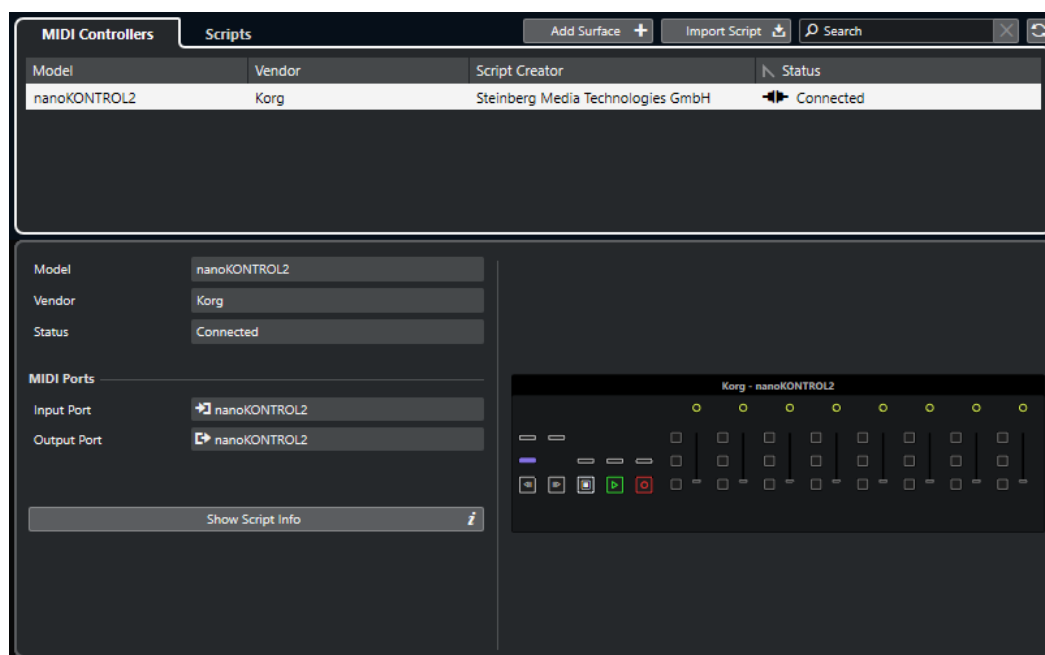 MIDI Controllers Scripts Add Surface Import Script Search
Model Vendor Script Creator Status
nanoKONTROL2 Korg Steinberg Media Technologies GmbH Connected
Model nanoKONTROL2
Vendor Korg
Status Connected
MIDI Ports
Korg - nanoKONTROL2
Input Port nanoKONTROL2
Output Port nanoKONTROL2
Show Script Info i